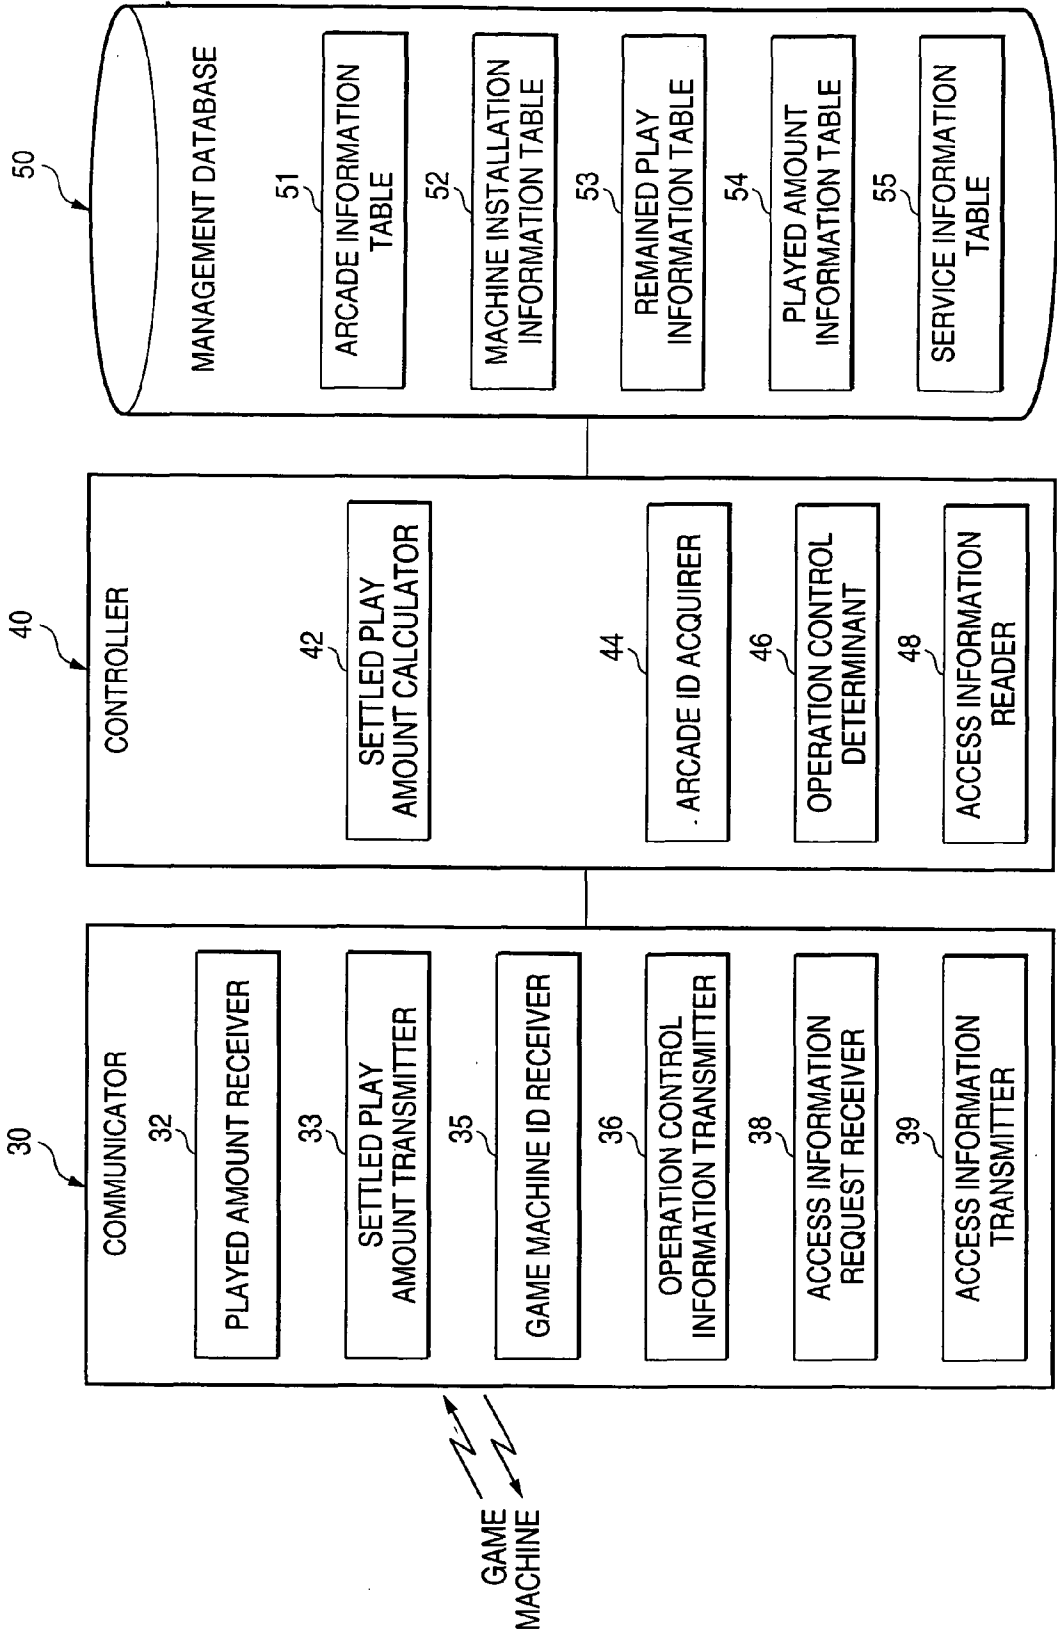 GAME
MACHINE
30
COMMUNICATOR
32
PLAYED AMOUNT RECEIVER
33
SETTLED PLAY
AMOUNT TRANSMITTER
35
GAME MACHINE ID RECEIVER
36
OPERATION CONTROL
INFORMATION TRANSMITTER
38
ACCESS INFORMATION
REQUEST RECEIVER
39
ACCESS INFORMATION
TRANSMITTER
40
CONTROLLER
42
SETTLED PLAY
AMOUNT CALCULATOR
44
ARCADE ID ACQUIRER
46
OPERATION CONTROL
DETERMINANT
48
ACCESS INFORMATION
READER
50
MANAGEMENT DATABASE
51
ARCADE INFORMATION
TABLE
52
MACHINE INSTALLATION
INFORMATION TABLE
53
REMAINED PLAY
INFORMATION TABLE
54
PLAYED AMOUNT
INFORMATION TABLE
55
SERVICE INFORMATION
TABLE